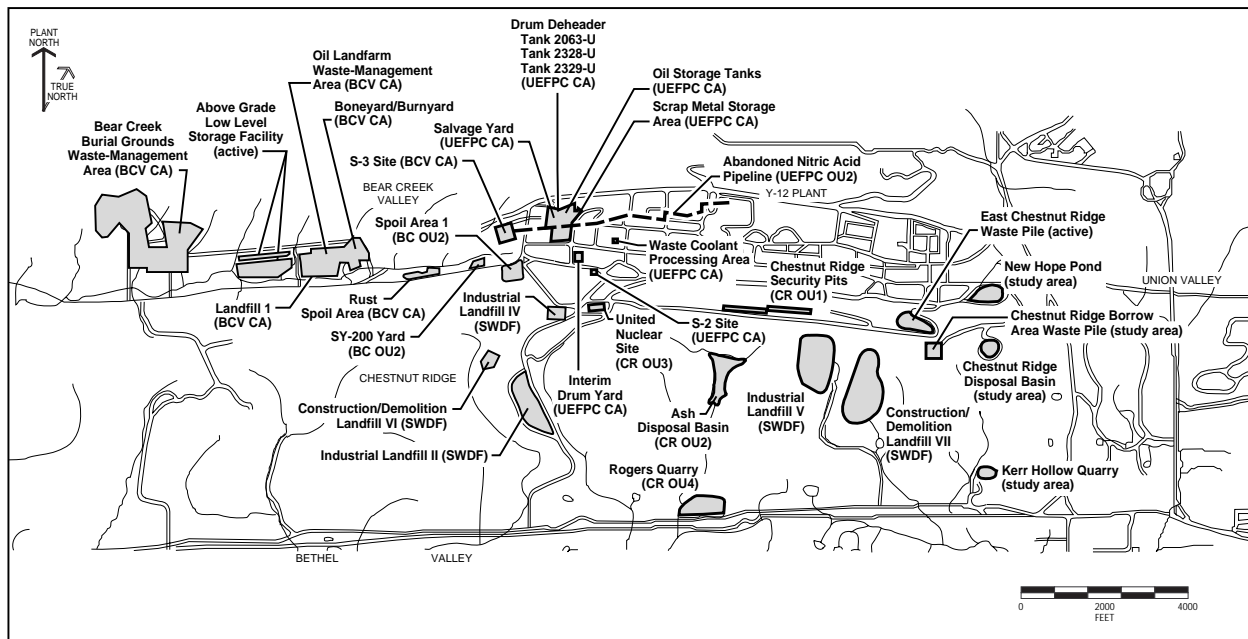 PLANT
NORTH
TRUE
NORTH
Bear Creek
Burial Grounds
Waste-Management
Area (BCV CA)
Above Grade
Low Level
Storage Facility
(active)
Oil Landfarm
Waste-Management
Area (BCV CA)
Boneyard/Burnyard
(BCV CA)
Drum Deheader
Tank 2063-U
Tank 2328-U
Tank 2329-U
(UEFPC CA)
Salvage Yard
(UEFPC CA)
S-3 Site (BCV CA)
Oil Storage Tanks
(UEFPC CA)
Scrap Metal Storage
Area (UEFPC CA)
Abandoned Nitric Acid
Pipeline (UEFPC OU2)
Y-12 PLANT
BEAR CREEK
VALLEY
Spoil Area 1
(BC OU2)
Waste Coolant
Processing Area
(UEFPC CA)
Chestnut Ridge
Security Pits
(CR OU1)
East Chestnut Ridge
Waste Pile (active)
New Hope Pond
(study area)
UNION VALLEY
Chestnut Ridge Borrow
Area Waste Pile (study area)
Landfill 1
(BCV CA)
Rust
Spoil Area (BCV CA)
SY-200 Yard
(BC OU2)
Industrial
Landfill IV
(SWDF)
United
Nuclear
Site
(CR OU3)
S-2 Site
(UEFPC CA)
Chestnut Ridge
Disposal Basin
(study area)
CHESTNUT RIDGE
Interim
Drum Yard
(UEFPC CA)
Construction/Demolition
Landfill VI (SWDF)
Industrial Landfill II (SWDF)
Ash
Disposal Basin
(CR OU2)
Industrial
Landfill V
(SWDF)
Construction/
Demolition
Landfill VII
(SWDF)
Rogers Quarry
(CR OU4)
Kerr Hollow Quarry
(study area)
BETHEL
VALLEY
0 2000 4000
FEET